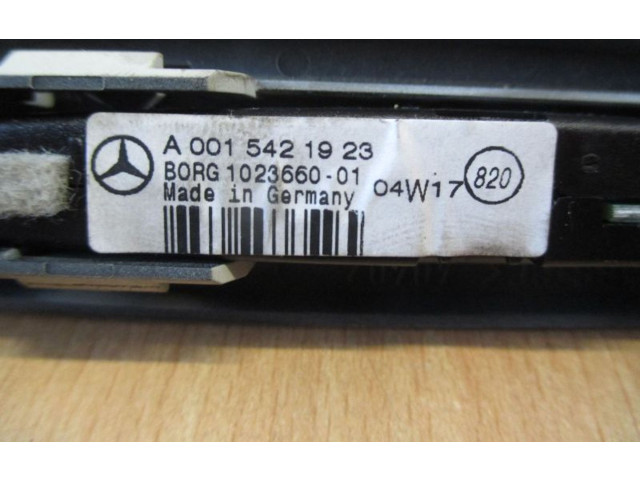 A 001 542 19 23
BORG 1023660-01 04W17 820
Made in Germany